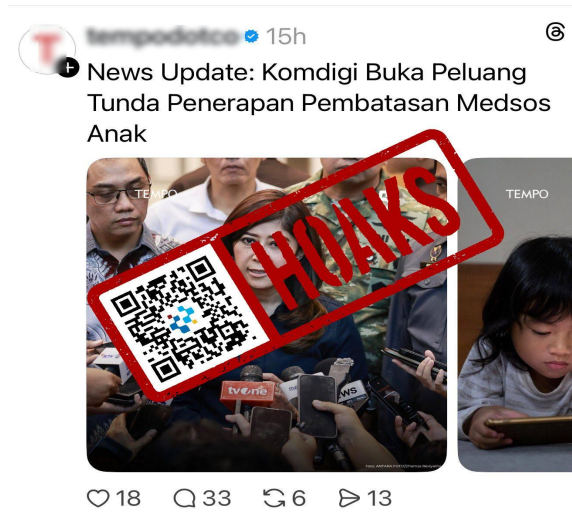 tempodotco 15h
News Update: Komdigi Buka Peluang
Tunda Penerapan Pembatasan Medsos
Anak
TEMPO
TEMPO
HOAKS
tvOne
NEWS
18 33 6 13